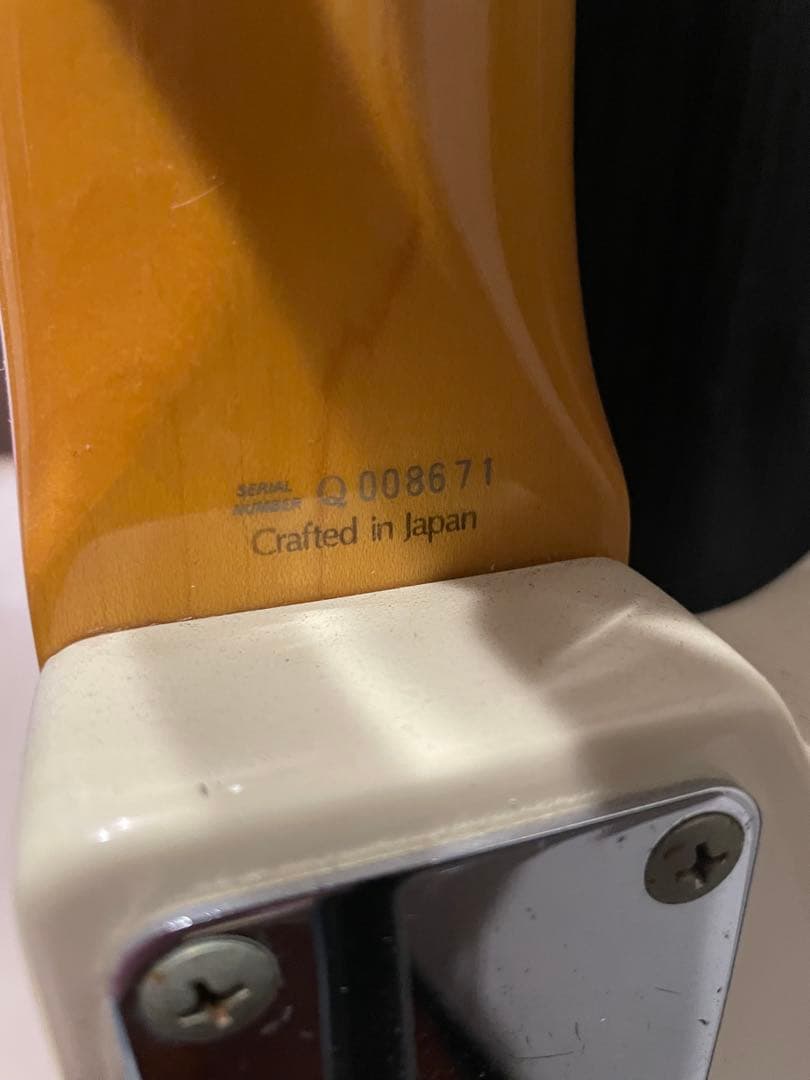 SERIAL
NUMBER Q 008671
Crafted in Japan